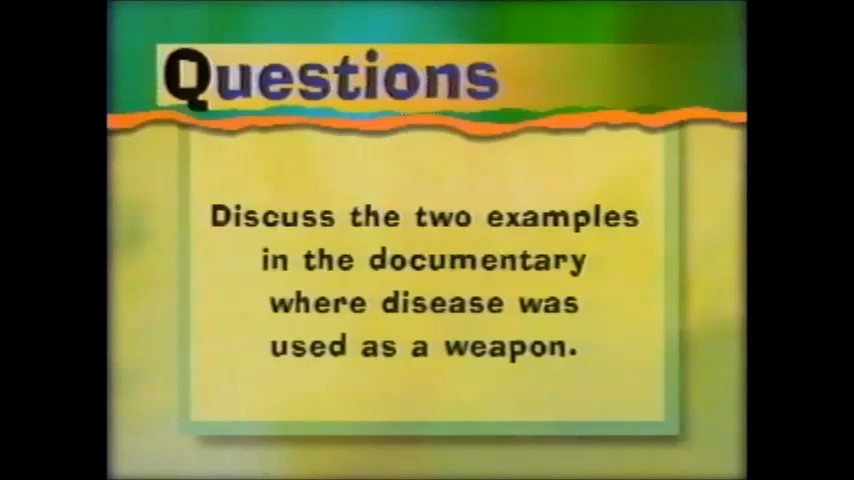 Questions
Discuss the two examples
in the documentary
where disease was
used as a weapon.